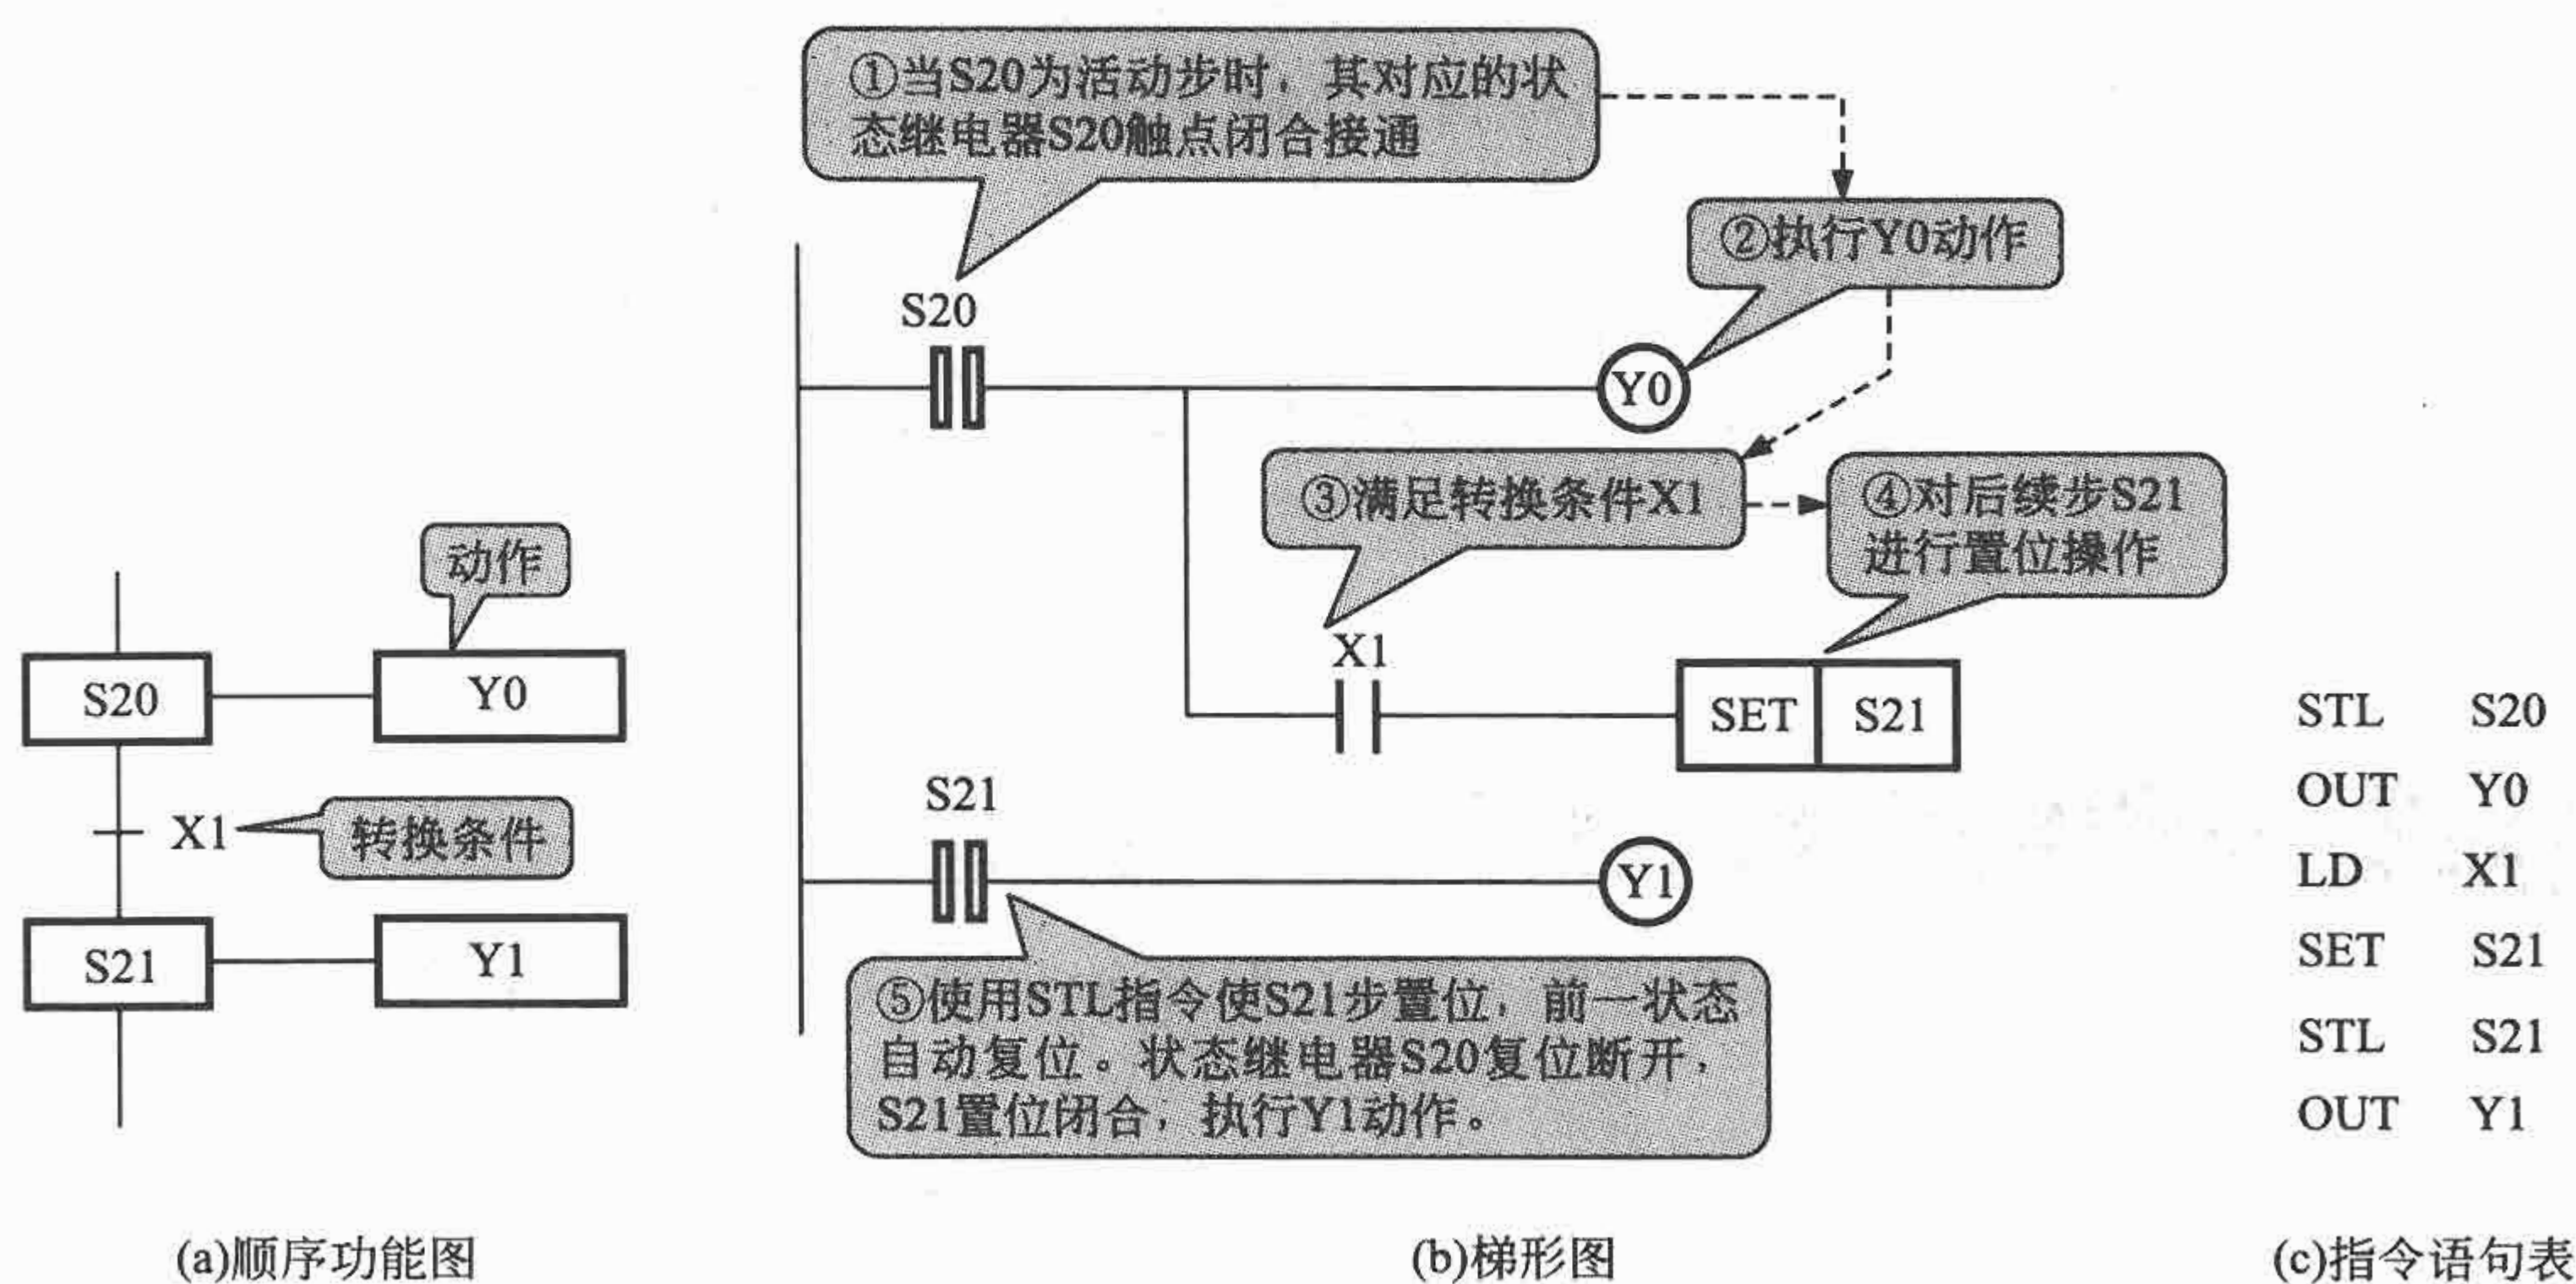 ①当S20为活动步时，其对应的状
态继电器S20触点闭合接通
②执行Y0动作
S20
Y0
③满足转换条件X1
④对后续步S21
进行置位操作
X1
SET S21
S21
Y1
⑤使用STL指令使S21步置位，前一状态
自动复位。状态继电器S20复位断开，
S21置位闭合，执行Y1动作。
动作
S20 Y0
X1 转换条件
S21 Y1
STL S20
OUT Y0
LD X1
SET S21
STL S21
OUT Y1
(a)顺序功能图
(b)梯形图
(c)指令语句表